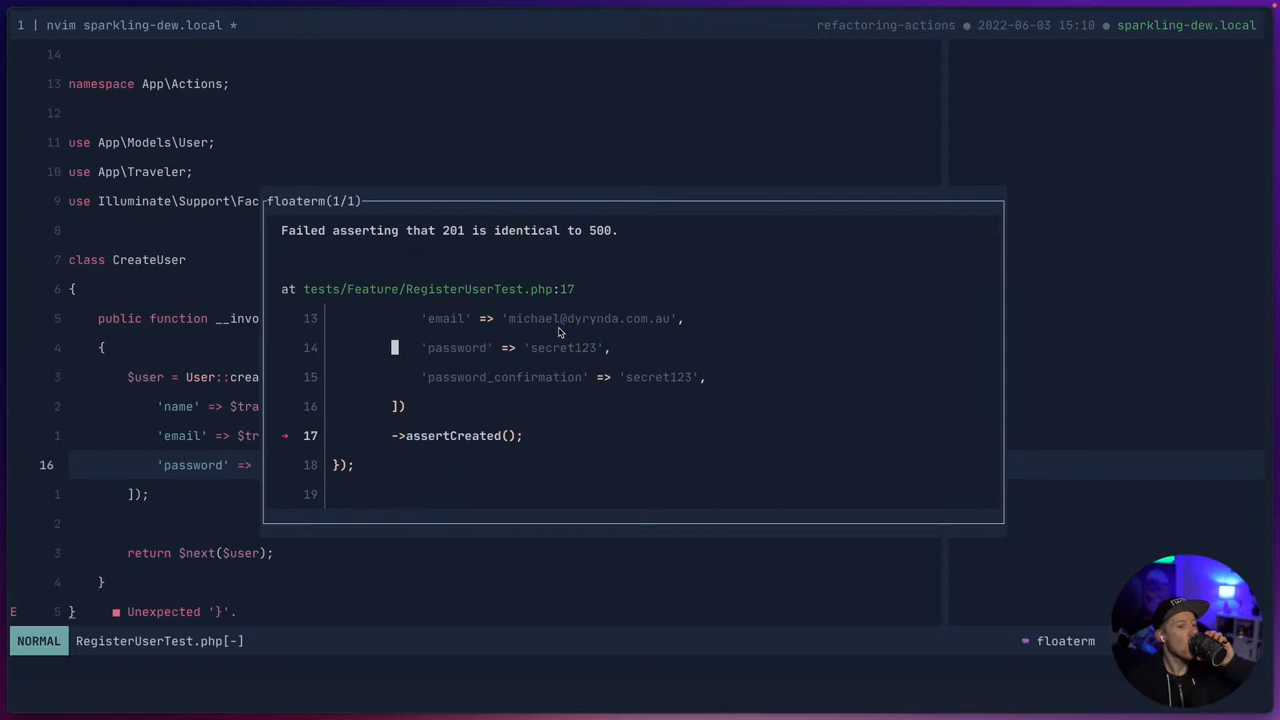 1 | nvim sparkling-dew.local * refactoring-actions ● 2022-06-03 15:10 ● sparkling-dew.local
14
13 namespace App\Actions;
12
11 use App\Models\User;
10 use App\Traveler;
9 use Illuminate\Support\Fac
8
7 class CreateUser
6 {
5 public function __invo
4 {
3 $user = User::crea
2 'name' => $tra
1 'email' => $tr
16 'password' =>
1 ]);
2
3 return $next($user);
4 }
E 5 } ■ Unexpected '}'.
floaterm(1/1)
Failed asserting that 201 is identical to 500.
at tests/Feature/RegisterUserTest.php:17
13 'email' => 'michael@dyrynda.com.au',
14 'password' => 'secret123',
15 'password_confirmation' => 'secret123',
16 ])
➜ 17 ->assertCreated();
18 });
19
NORMAL RegisterUserTest.php[-] floaterm